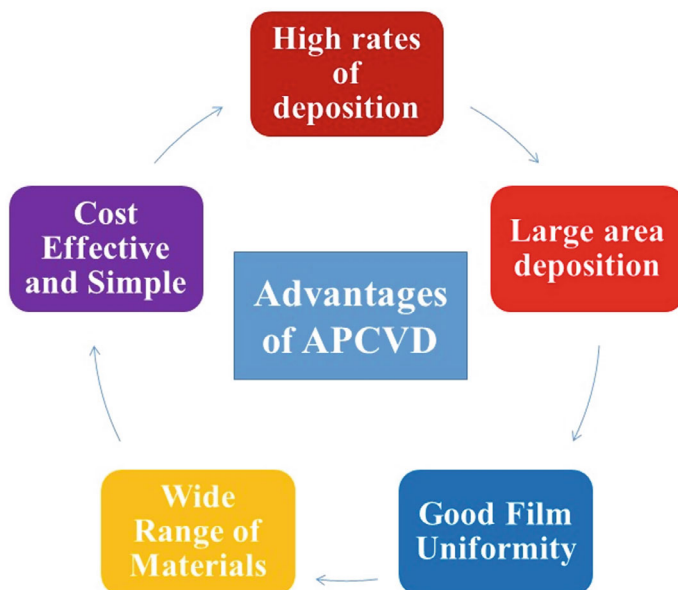 High rates
of
deposition
Large area
deposition
Good Film
Uniformity
Wide
Range of
Materials
Cost
Effective
and Simple
Advantages
of APCVD